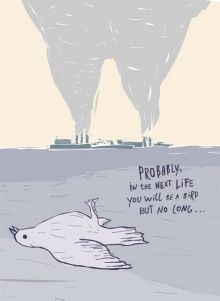 PROBABLY,
IN THE NEXT LIFE
YOU WILL BE A BIRD
BUT NO LONG...